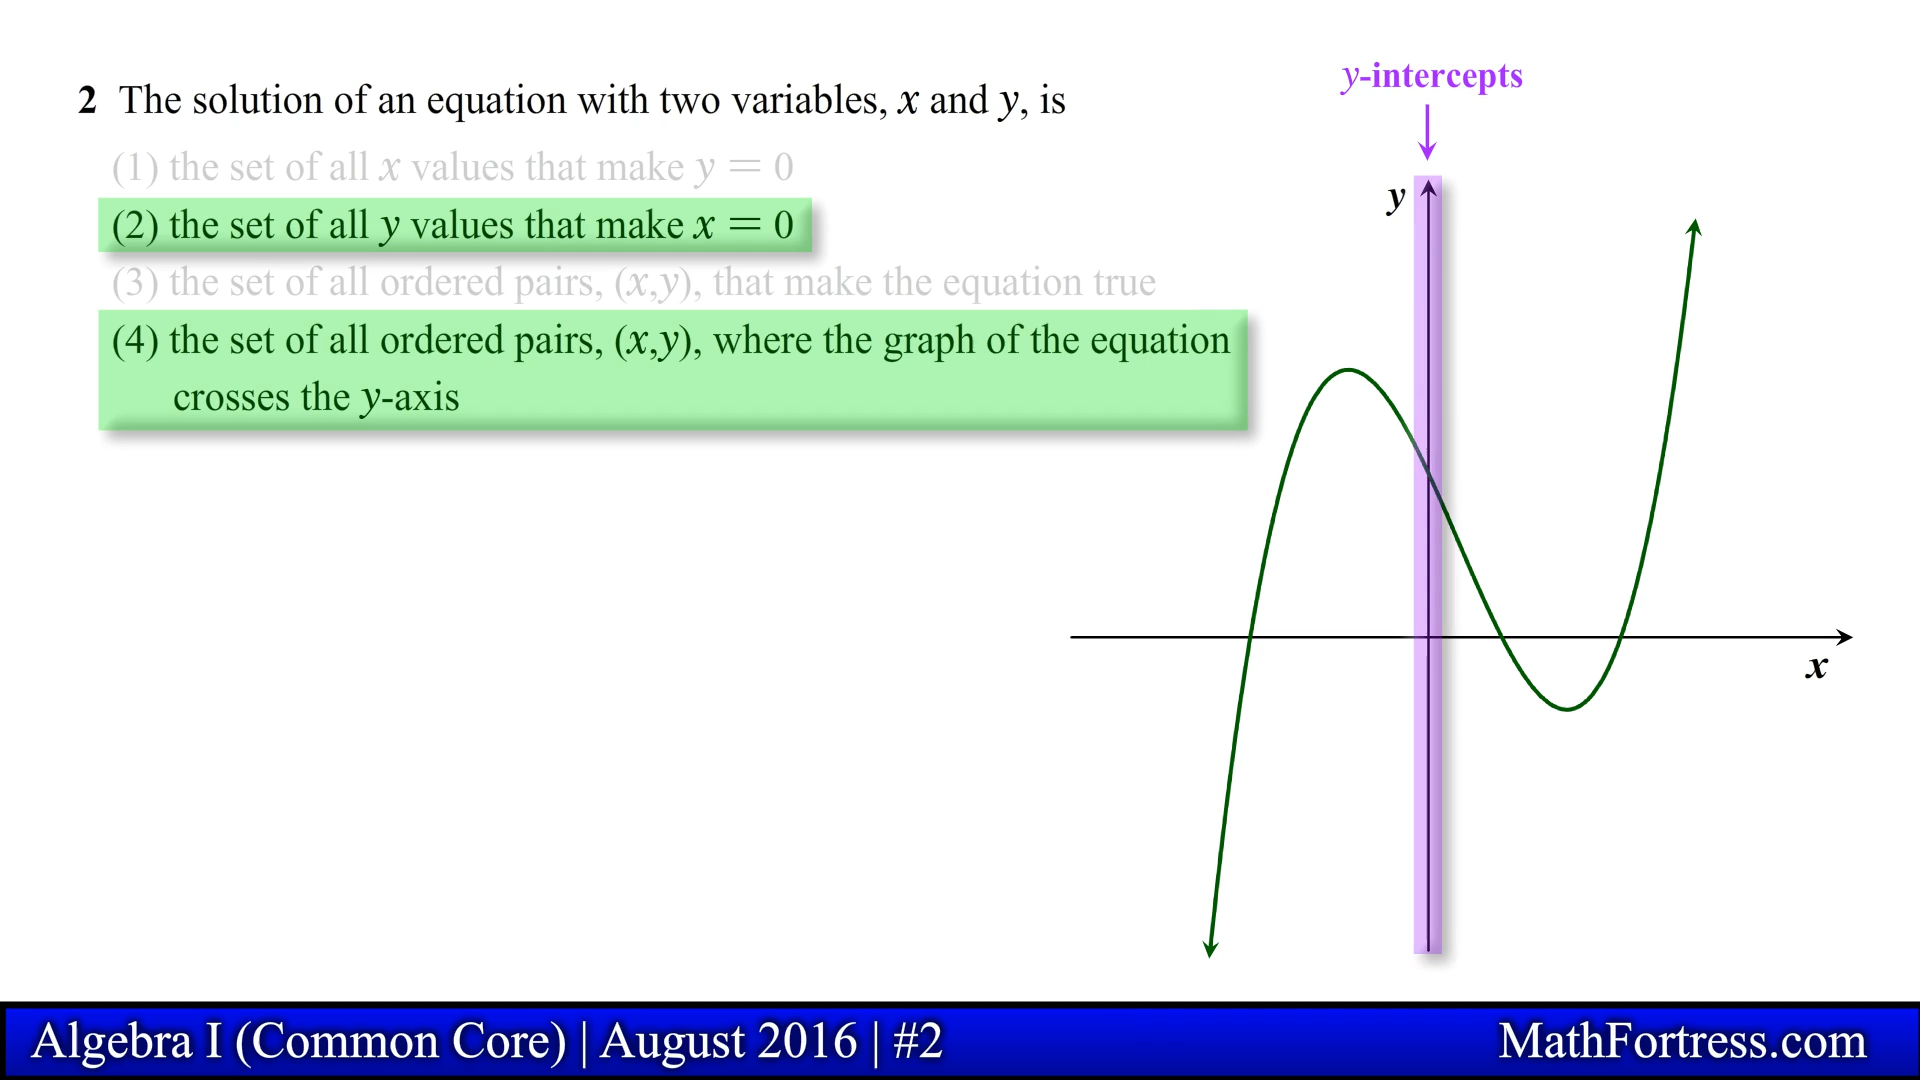 2 The solution of an equation with two variables, x and y, is
(1) the set of all x values that make y = 0
(2) the set of all y values that make x = 0
(3) the set of all ordered pairs, (x,y), that make the equation true
(4) the set of all ordered pairs, (x,y), where the graph of the equation
crosses the y-axis
y-intercepts
y
x
Algebra I (Common Core) | August 2016 | #2
MathFortress.com